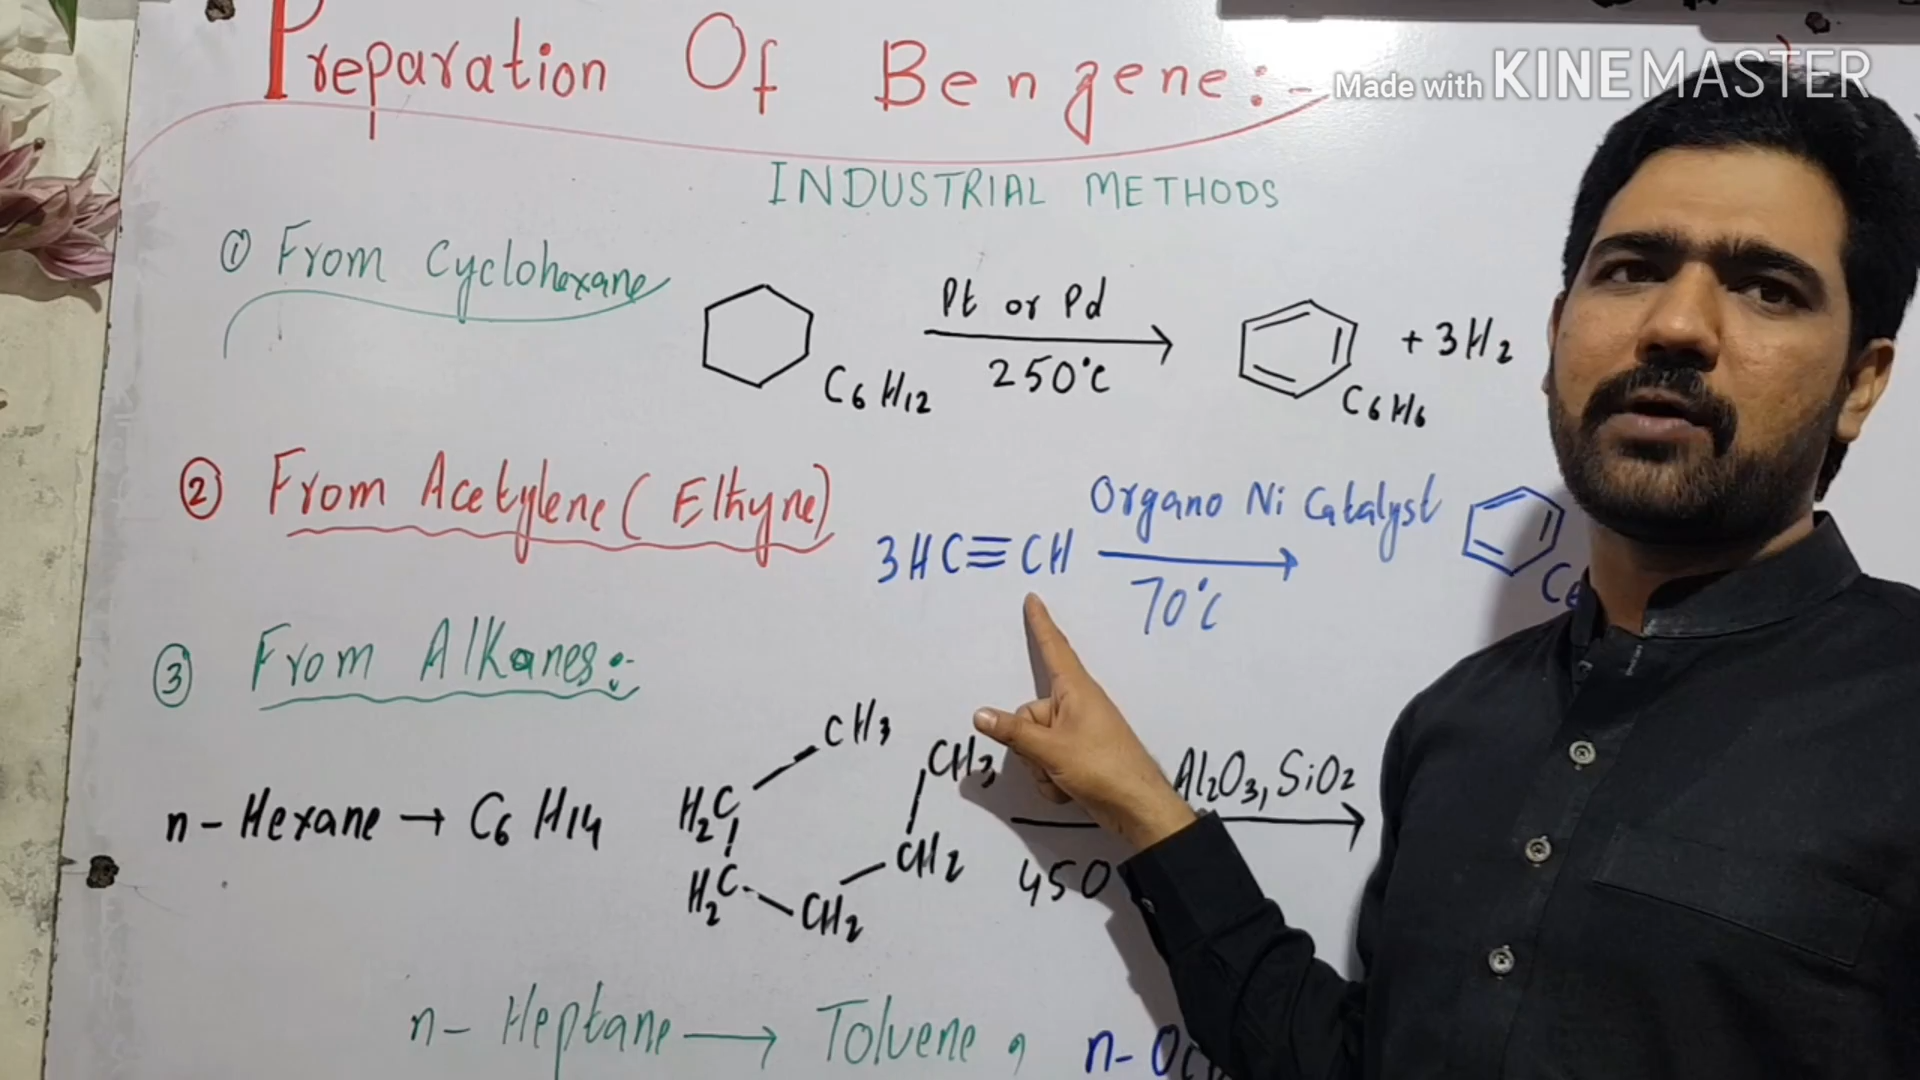 Preparation Of Benzene:-
Made with KINEMASTER
INDUSTRIAL METHODS
① From Cyclohexane
Pt or Pd
250°C
C6H12
C6H6
+ 3H2
② From Acetylene (Ethyne)
3HC≡CH
Organo Ni Catalyst
70°C
③ From Alkanes:-
n-Hexane → C6H14
CH3
CH3
H2C
H2C
CH2
CH2
Al2O3, SiO2
450
n-Heptane → Toluene,